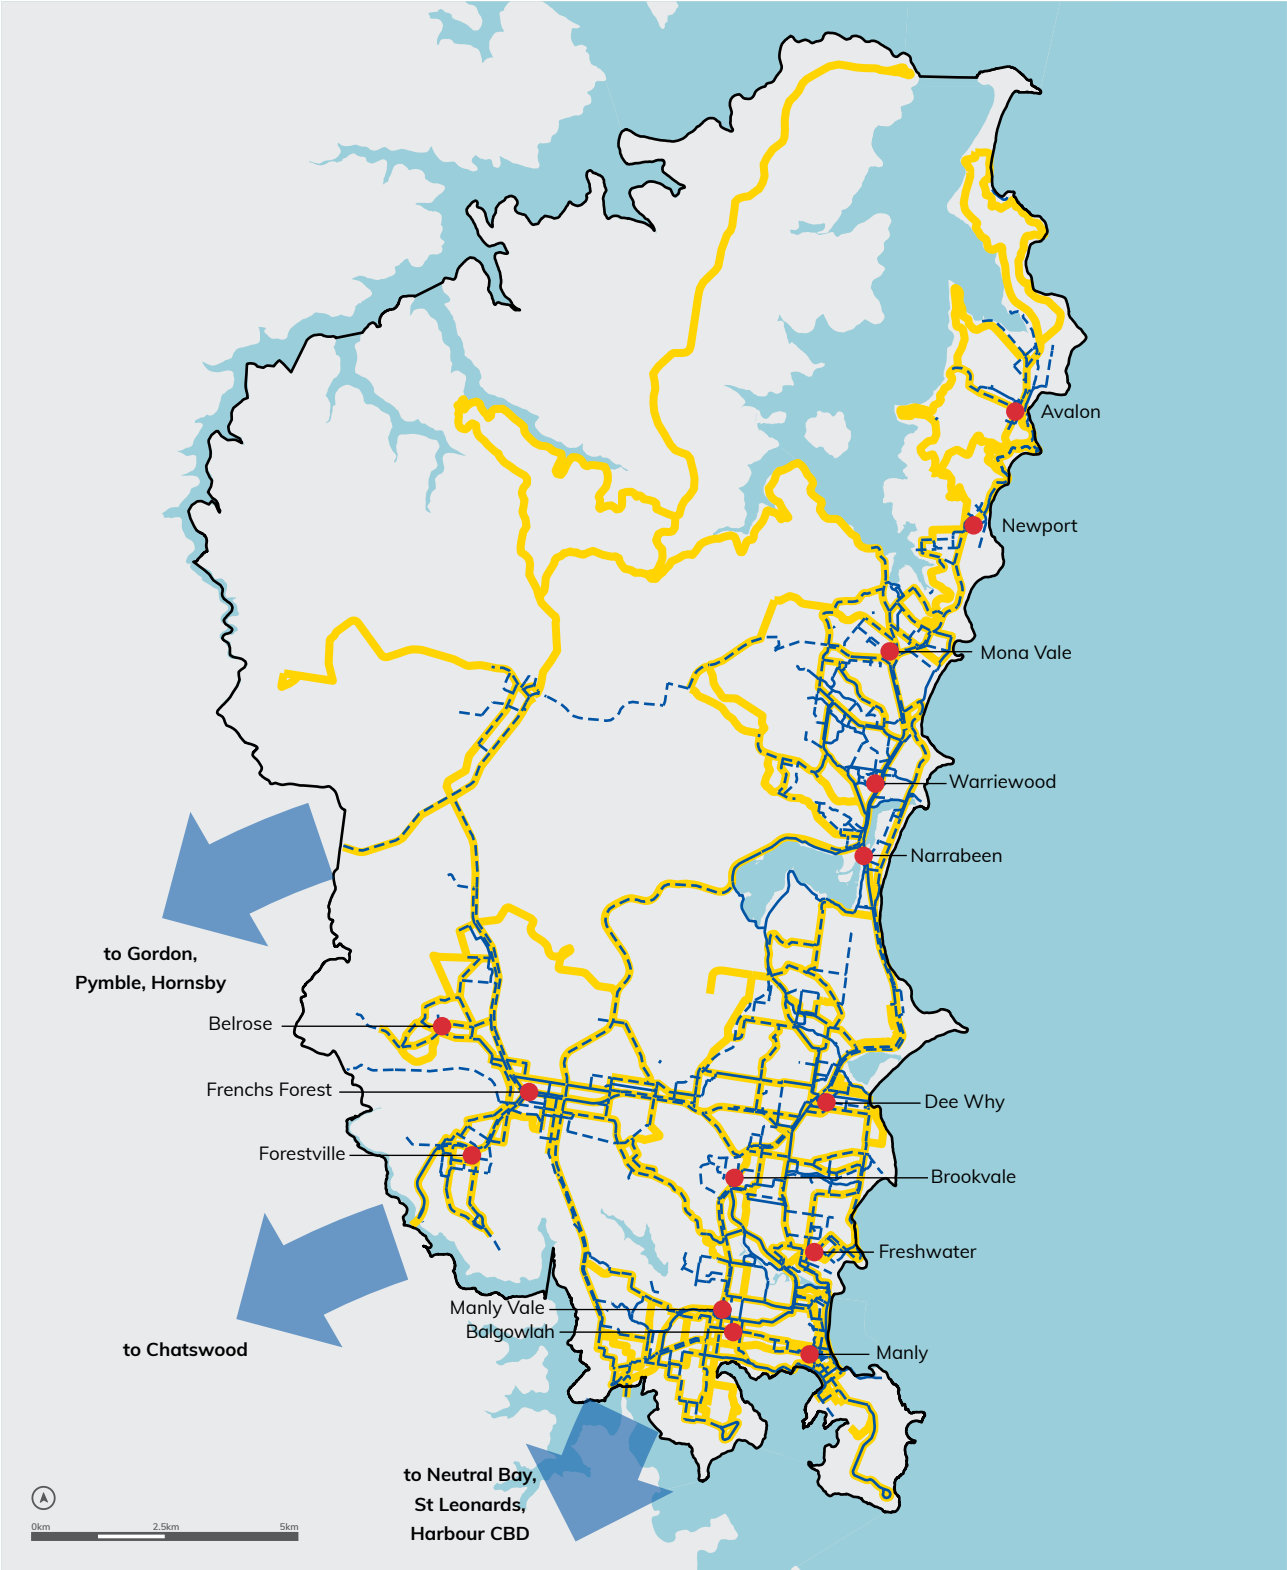 Avalon
Newport
Mona Vale
Warriewood
Narrabeen
to Gordon,
Pymble, Hornsby
Belrose
Frenchs Forest
Dee Why
Forestville
Brookvale
Freshwater
Manly Vale
Balgowlah
to Chatswood
Manly
to Neutral Bay,
St Leonards,
Harbour CBD
0km 2.5km 5km